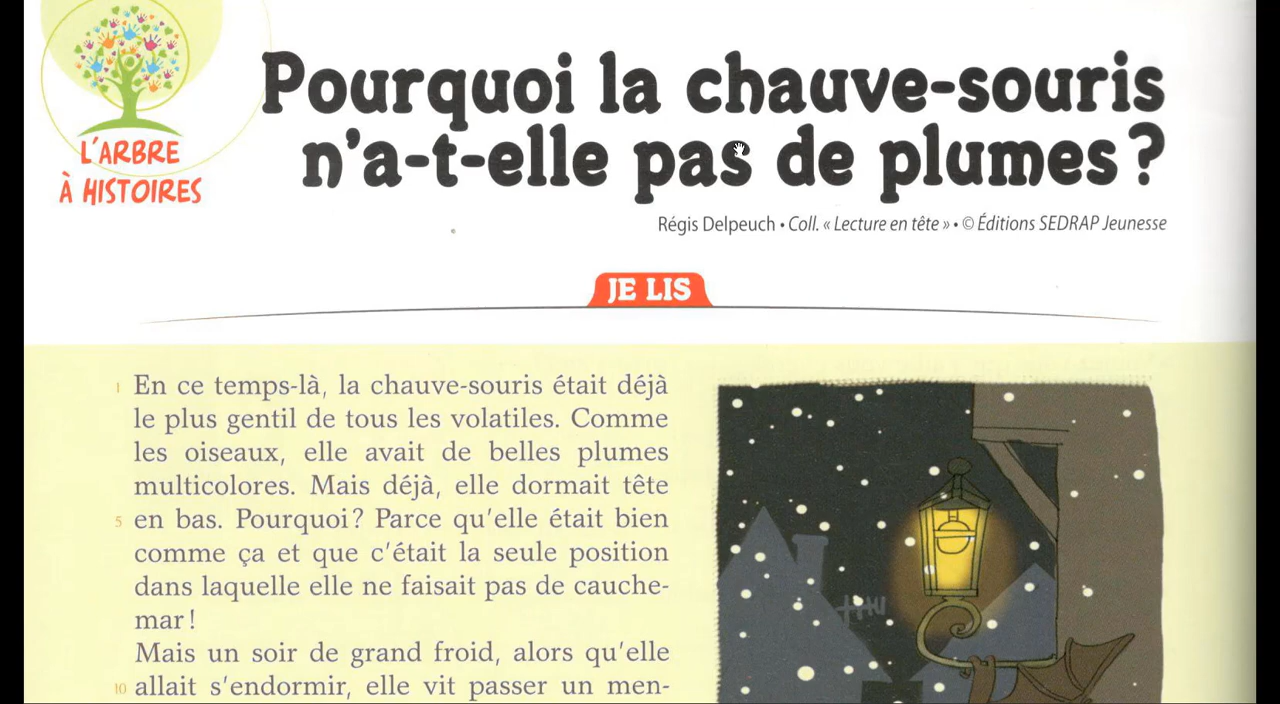 L'ARBRE
À HISTOIRES
Pourquoi la chauve-souris
n'a-t-elle pas de plumes ?
Régis Delpeuch • Coll. « Lecture en tête » • © Éditions SEDRAP Jeunesse
JE LIS
1 En ce temps-là, la chauve-souris était déjà
le plus gentil de tous les volatiles. Comme
les oiseaux, elle avait de belles plumes
multicolores. Mais déjà, elle dormait tête
5 en bas. Pourquoi ? Parce qu'elle était bien
comme ça et que c'était la seule position
dans laquelle elle ne faisait pas de cauche-
mar !
Mais un soir de grand froid, alors qu'elle
10 allait s'endormir, elle vit passer un men-